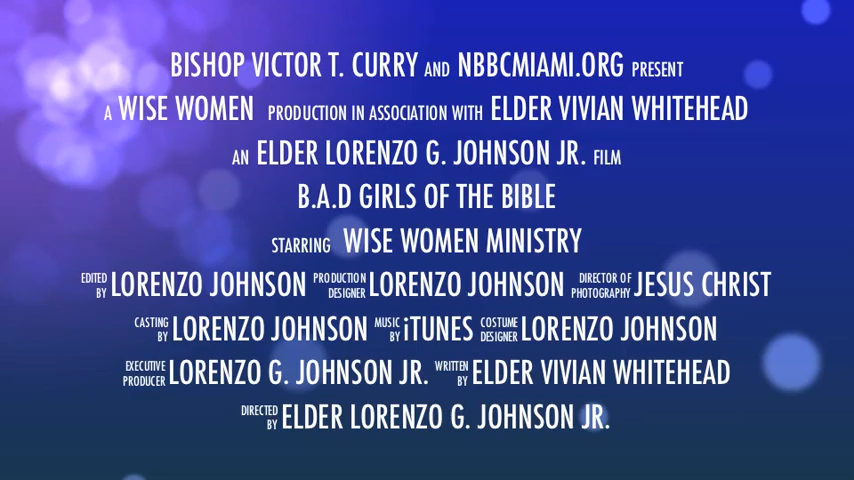 BISHOP VICTOR T. CURRY AND NBBCMIAMI.ORG PRESENT
A WISE WOMEN PRODUCTION IN ASSOCIATION WITH ELDER VIVIAN WHITEHEAD
AN ELDER LORENZO G. JOHNSON JR. FILM
B.A.D GIRLS OF THE BIBLE
STARRING WISE WOMEN MINISTRY
EDITED BY LORENZO JOHNSON PRODUCTION DESIGNER LORENZO JOHNSON DIRECTOR OF PHOTOGRAPHY JESUS CHRIST
CASTING BY LORENZO JOHNSON MUSIC BY iTUNES COSTUME DESIGNER LORENZO JOHNSON
EXECUTIVE PRODUCER LORENZO G. JOHNSON JR. WRITTEN BY ELDER VIVIAN WHITEHEAD
DIRECTED BY ELDER LORENZO G. JOHNSON JR.